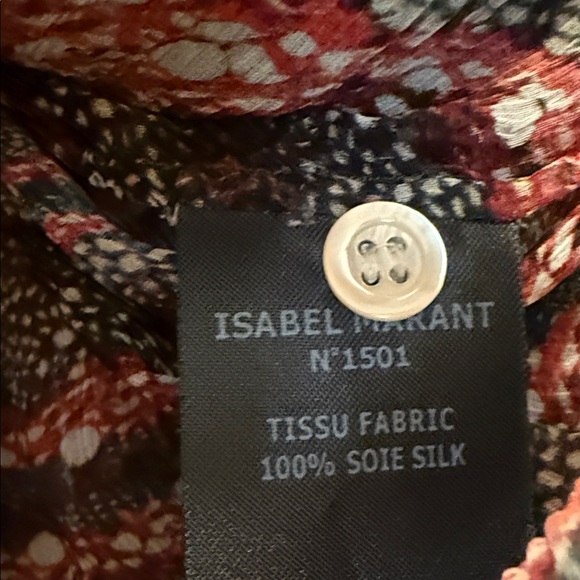 ISABEL MARANT
N°1501
TISSU FABRIC
100% SOIE SILK